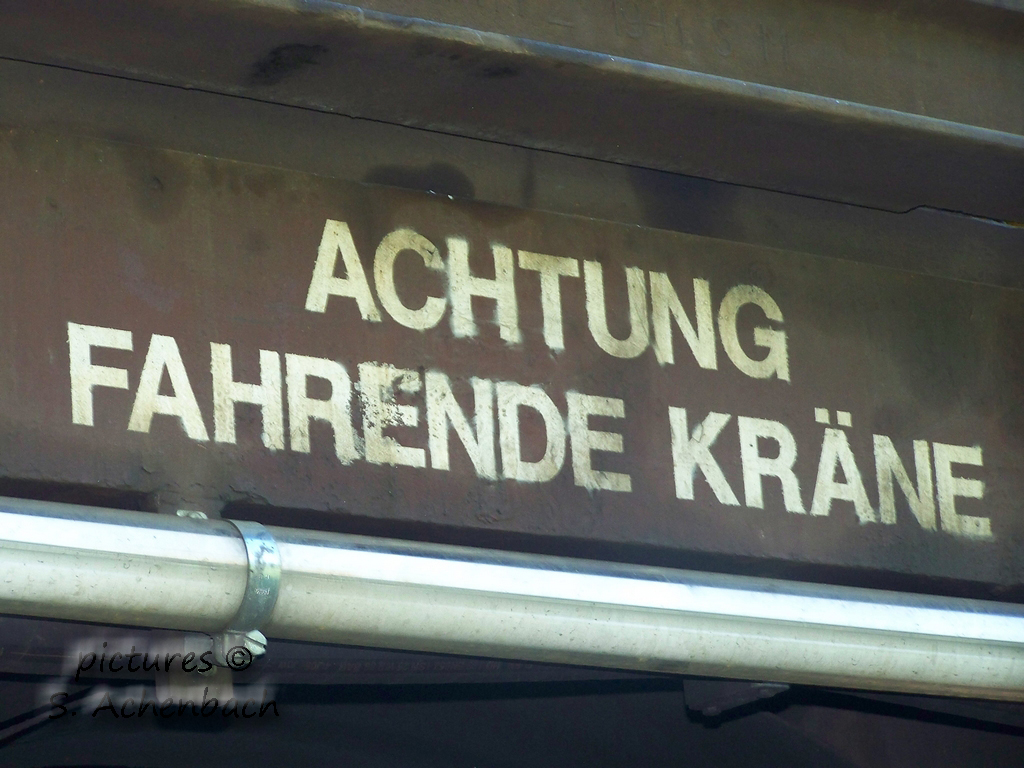 ACHTUNG
FAHRENDE KRÄNE
pictures ©
B. Achenbach